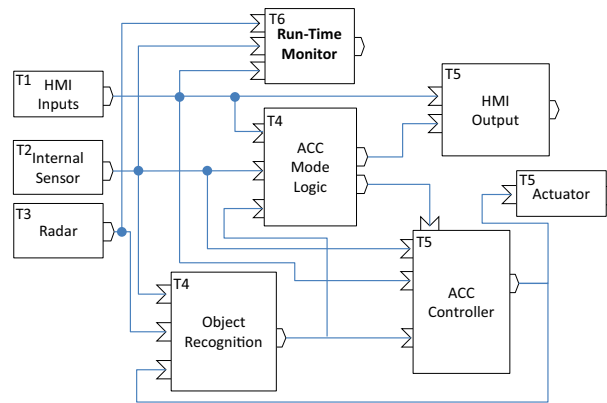 T6
Run-Time
Monitor
T1
HMI
Inputs
T5
HMI
Output
T4
ACC
Mode
Logic
T2
Internal
Sensor
T5
Actuator
T3
Radar
T5
ACC
Controller
T4
Object
Recognition